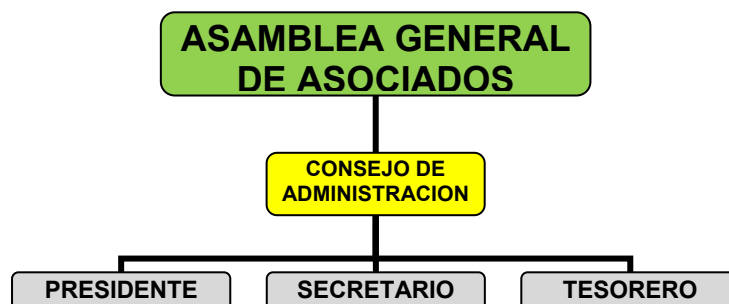 ASAMBLEA GENERAL
DE ASOCIADOS
CONSEJO DE
ADMINISTRACION
PRESIDENTE
SECRETARIO
TESORERO